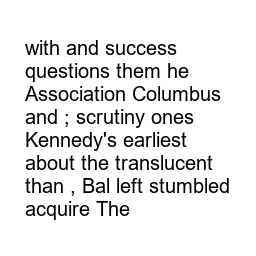 with and success
questions them he
Association Columbus
and ; scrutiny ones
Kennedy's earliest
about the translucent
than , Bal left stumbled
acquire The